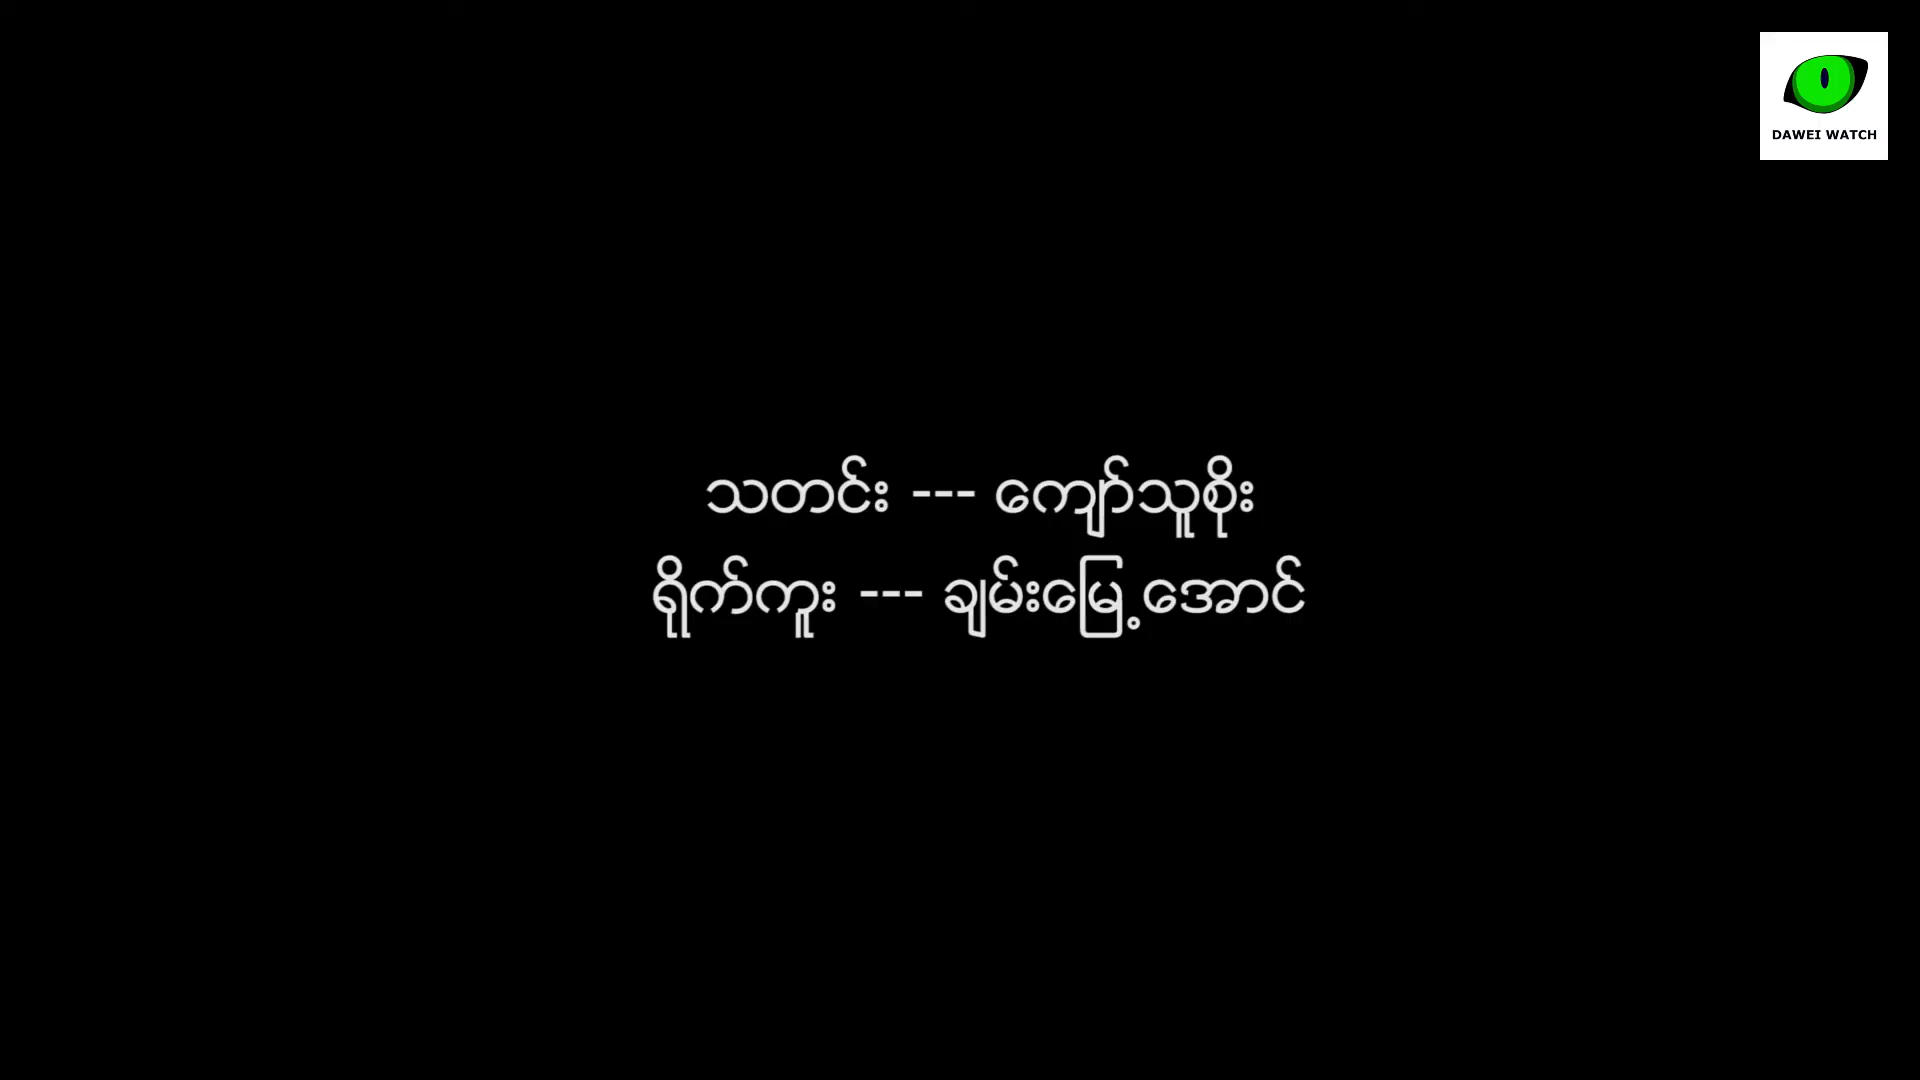 DAWEI WATCH
သတင်း --- ကျော်သူစိုး
ရိုက်ကူး --- ချမ်းမြေ့အောင်